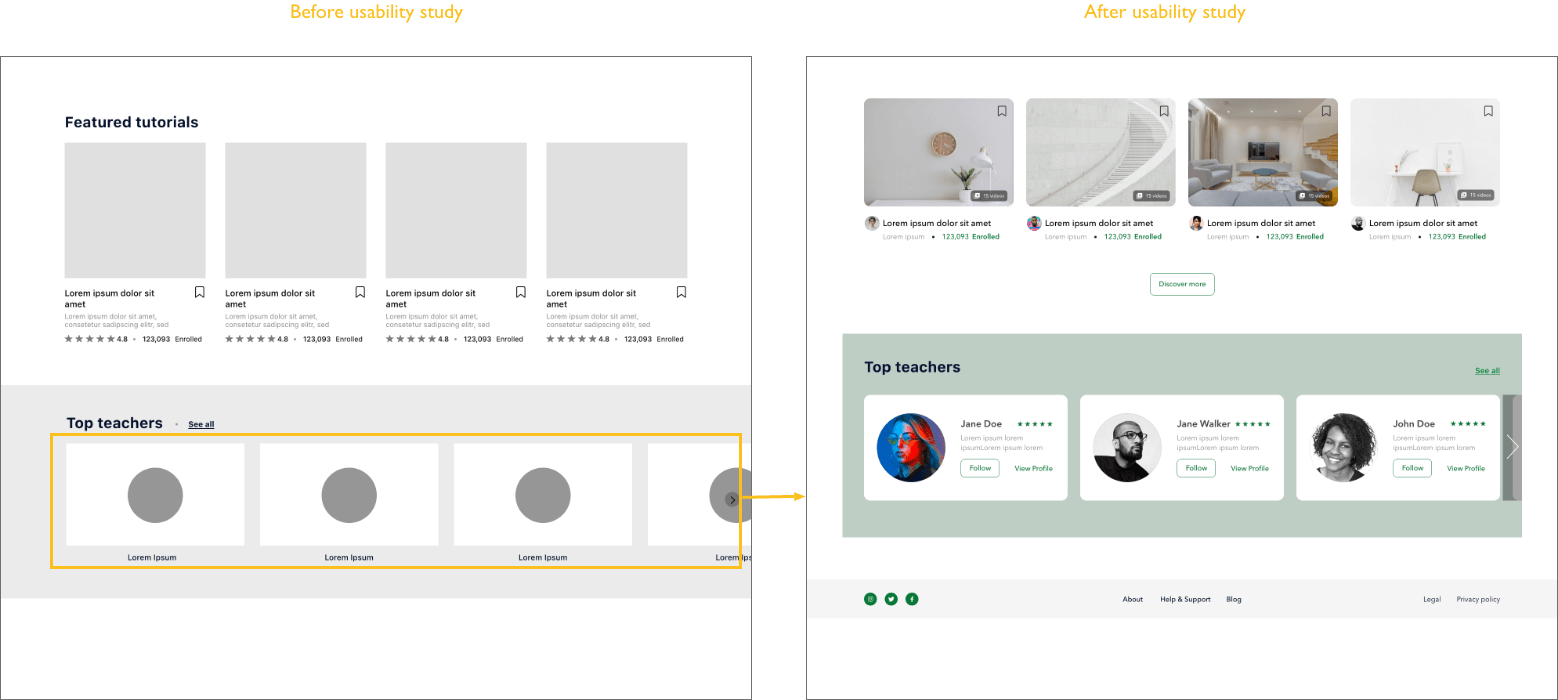 Before usability study
After usability study
Featured tutorials
Lorem ipsum dolor sit
amet
Lorem ipsum dolor sit amet,
consetetur sadipscing elitr, sed
4.8 • 123,093 Enrolled
Lorem ipsum dolor sit
amet
Lorem ipsum dolor sit amet,
consetetur sadipscing elitr, sed
4.8 • 123,093 Enrolled
Lorem ipsum dolor sit
amet
Lorem ipsum dolor sit amet,
consetetur sadipscing elitr, sed
4.8 • 123,093 Enrolled
Lorem ipsum dolor sit
amet
Lorem ipsum dolor sit amet,
consetetur sadipscing elitr, sed
4.8 • 123,093 Enrolled
Top teachers • See all
Lorem Ipsum
Lorem Ipsum
Lorem Ipsum
Lorem Ips
15 videos
Lorem ipsum dolor sit amet
Lorem ipsum • 123,093 Enrolled
15 videos
Lorem ipsum dolor sit amet
Lorem ipsum • 123,093 Enrolled
15 videos
Lorem ipsum dolor sit amet
Lorem ipsum • 123,093 Enrolled
15 videos
Lorem ipsum dolor sit amet
Lorem ipsum • 123,093 Enrolled
Discover more
Top teachers
See all
Jane Doe
Lorem ipsum lorem
ipsumLorem ipsum lorem
Follow View Profile
Jane Walker
Lorem ipsum lorem
ipsumLorem ipsum lorem
Follow View Profile
John Doe
Lorem ipsum lorem
ipsumLorem ipsum lorem
Follow View Profile
About Help & Support Blog
Legal Privacy policy